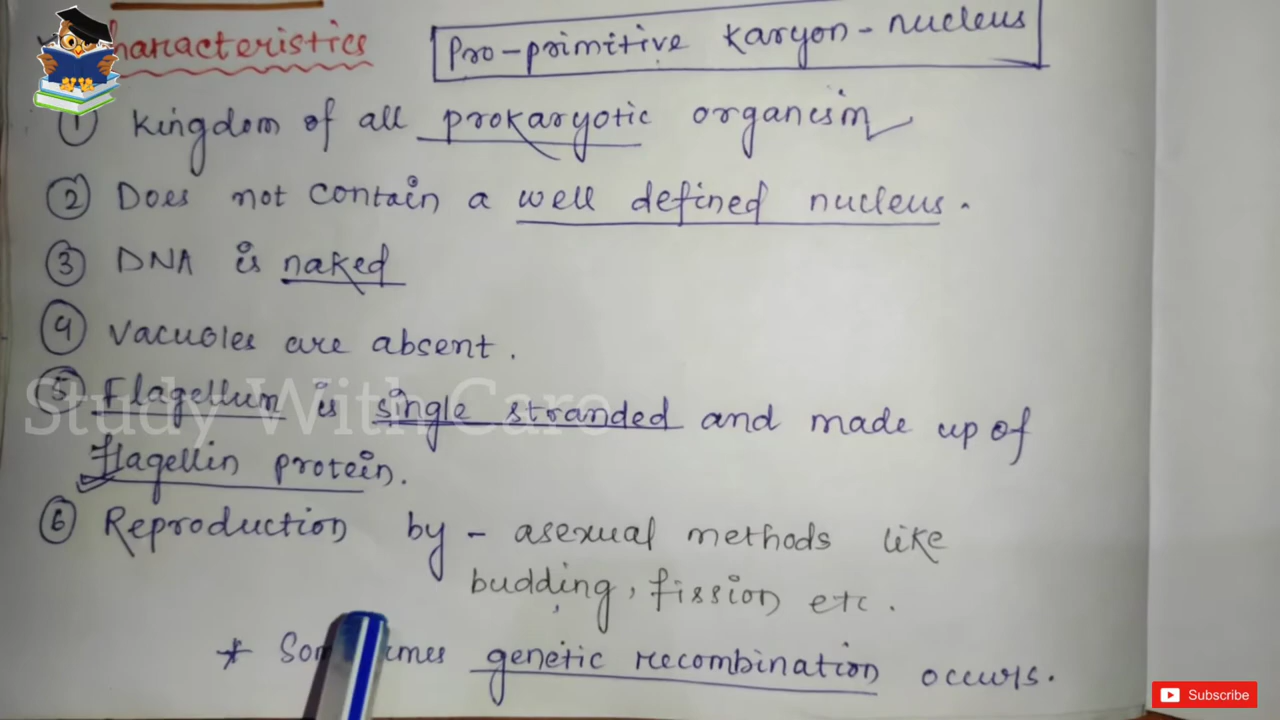 Characteristics
Pro-primitive Karyon-nucleus
① Kingdom of all prokaryotic organism
② Does not contain a well defined nucleus.
③ DNA is naked
④ Vacuoles are absent.
Study With Care
⑤ Flagellum is single stranded and made up of
flagellin protein.
⑥ Reproduction by - asexual methods like
budding, fission etc.
* Sometimes genetic recombination occurs.
Subscribe